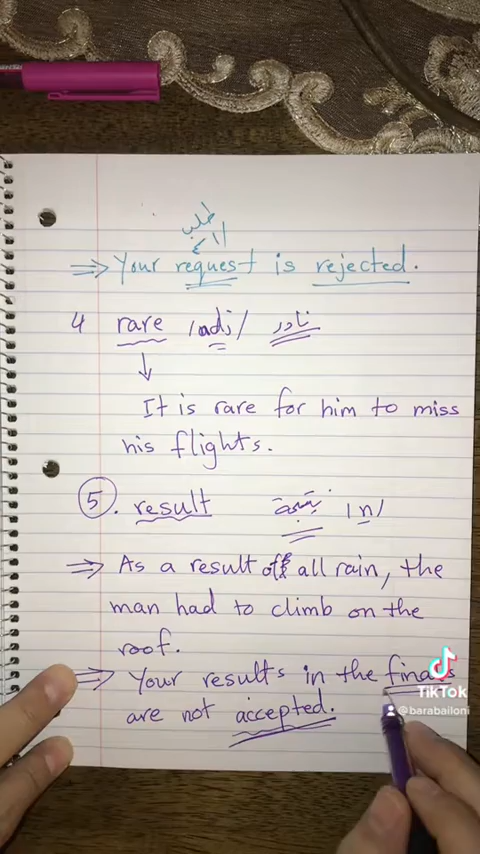 طلب
⇒ Your request is rejected.
4 rare /adj/ نادر
↓
It is rare for him to miss
his flights.
5. result نتيجة /n/
⇒ As a result of all rain, the
man had to climb on the
roof.
⇒ Your results in the finals
are not accepted.
TikTok
@barabailoni